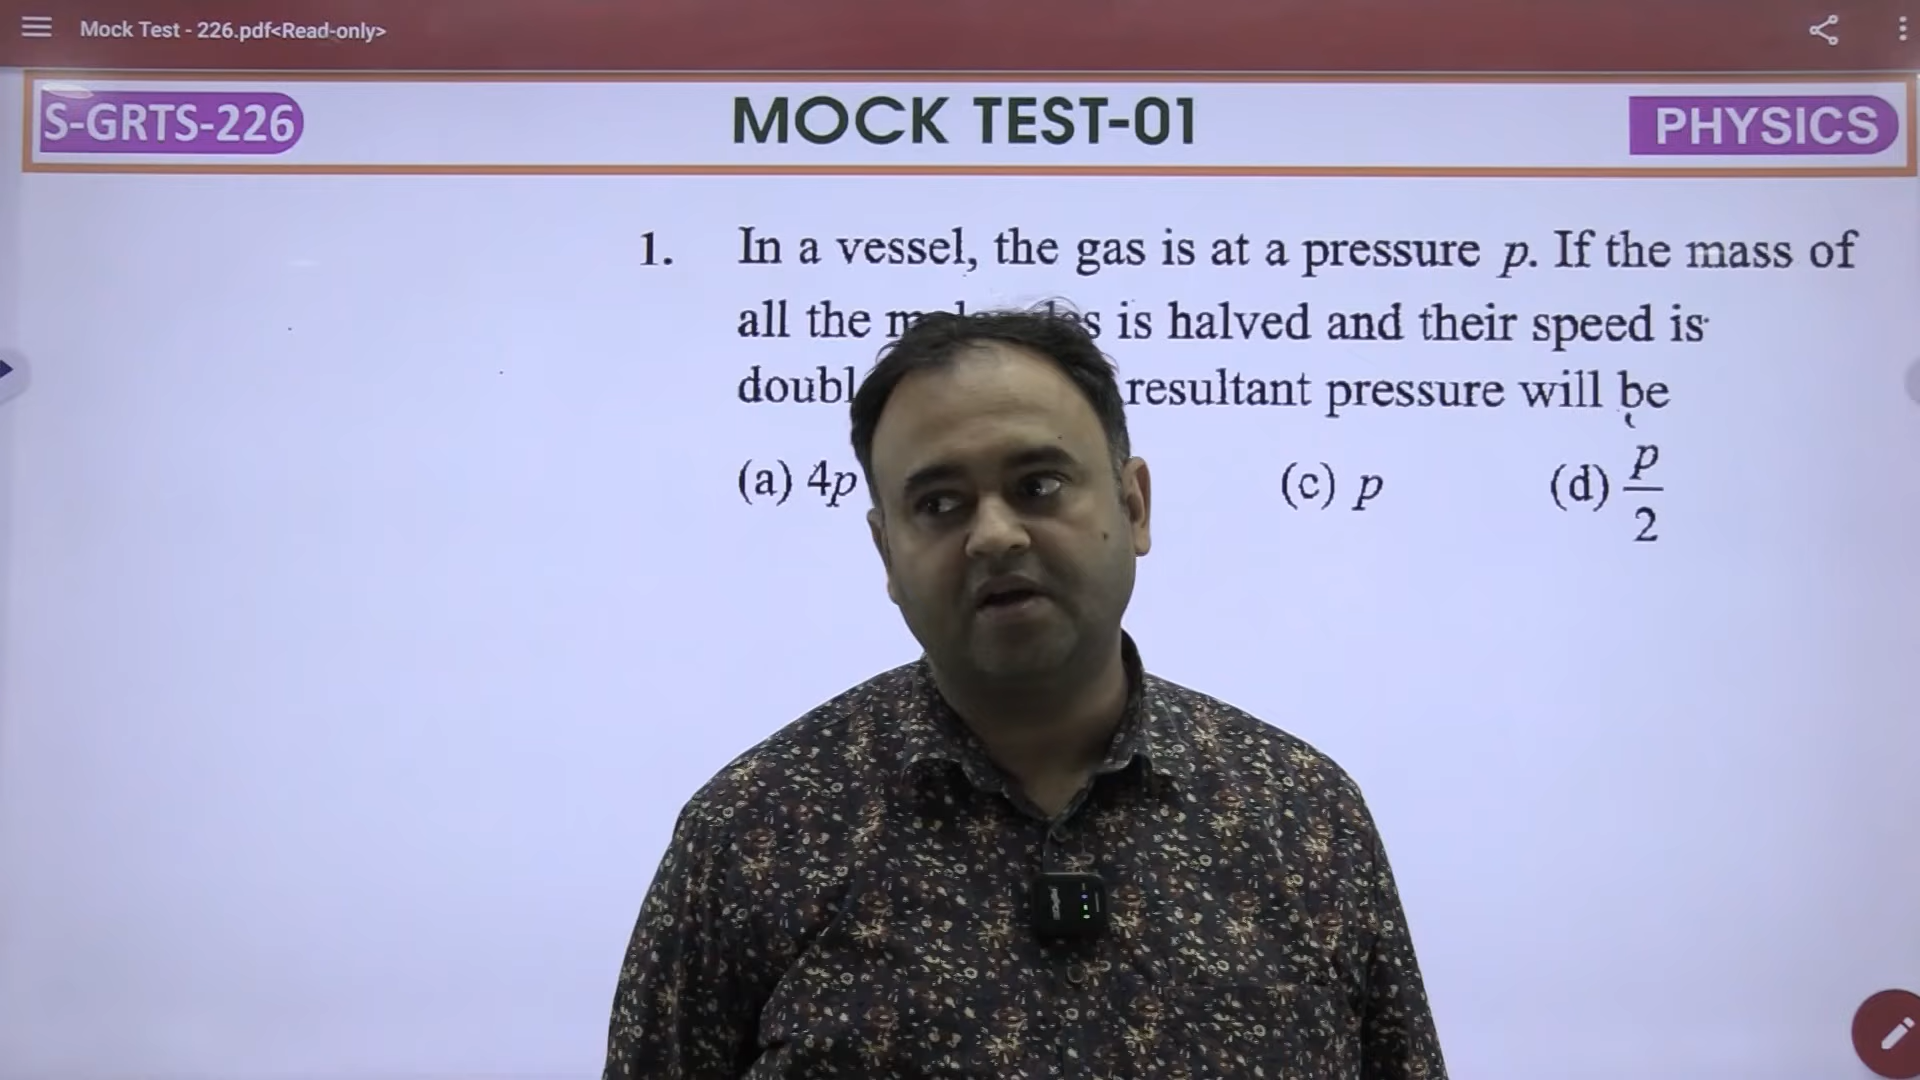 Mock Test - 226.pdf<Read-only>
S-GRTS-226
MOCK TEST-01
PHYSICS
1. In a vessel, the gas is at a pressure p. If the mass of
all the is halved and their speed is
resultant pressure will be
(a) 4p (c) p (d) p/2